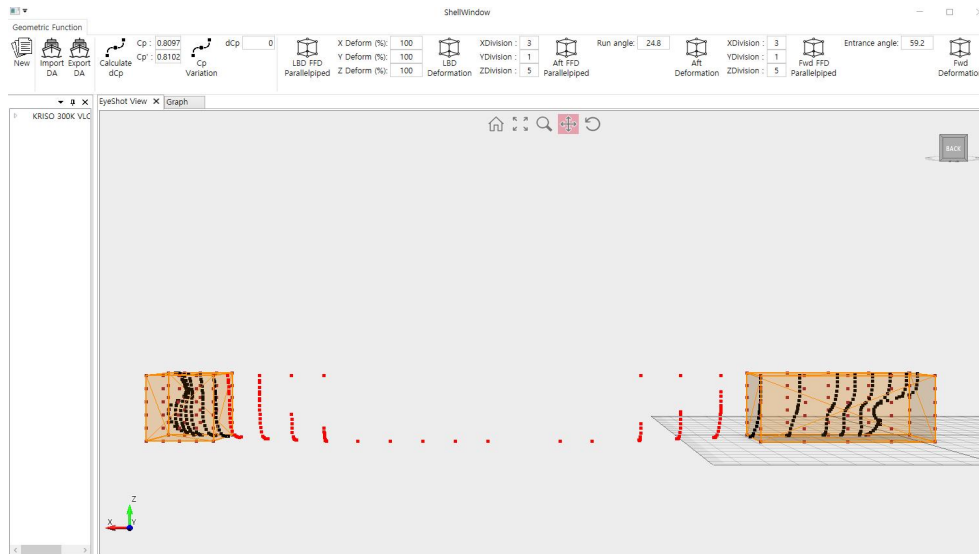 ShellWindow
Geometric Function
New
Import DA
Export DA
Calculate dCp
Cp : 0.8097
Cp' : 0.8102
Cp Variation
dCp 0
LBD FFD Parallelpiped
X Deform (%): 100
Y Deform (%): 100
Z Deform (%): 100
LBD Deformation
XDivision : 3
YDivision : 1
ZDivision : 5
Aft FFD Parallelpiped
Run angle: 24.8
Aft Deformation
XDivision : 3
YDivision : 1
ZDivision : 5
Fwd FFD Parallelpiped
Entrance angle: 59.2
Fwd Deformation
EyeShot View
Graph
KRISO 300K VLC
BACK
Z
X
Y